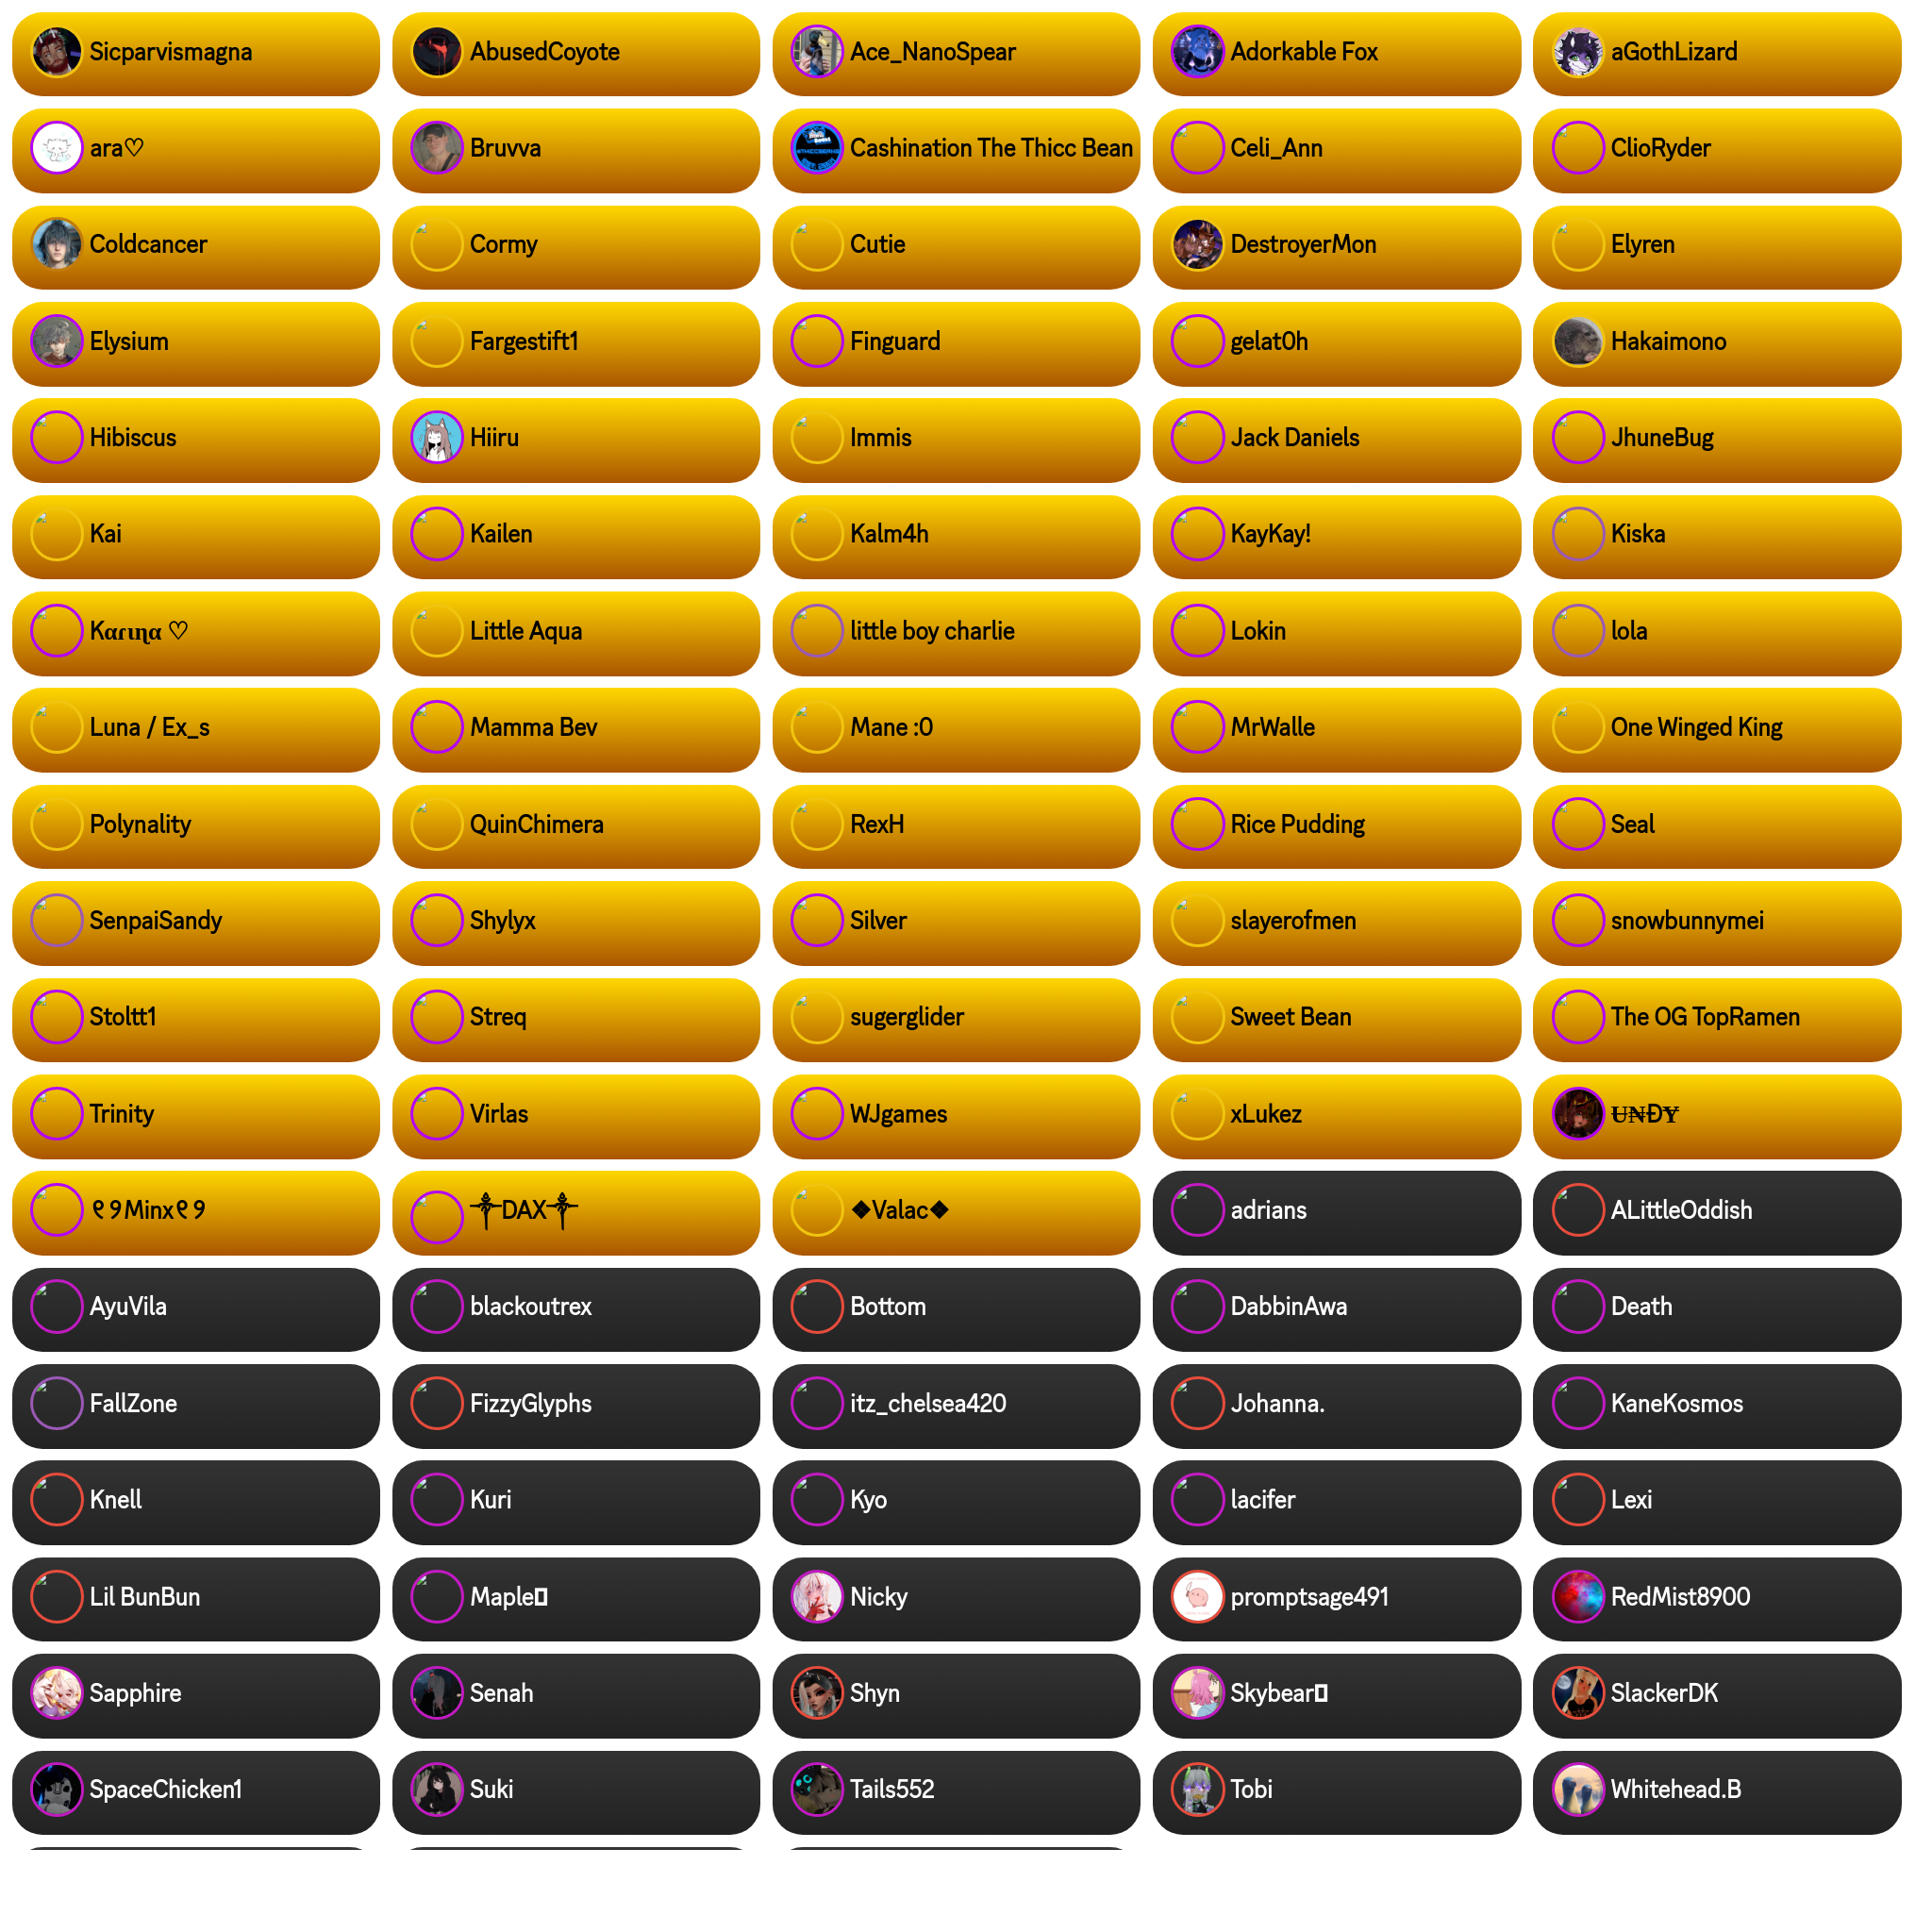 Sicparvismagna
AbusedCoyote
Ace_NanoSpear
Adorkable Fox
aGothLizard
ara♡
Bruvva
Cashination The Thicc Bean
Celi_Ann
ClioRyder
Coldcancer
Cormy
Cutie
DestroyerMon
Elyren
Elysium
Fargestift1
Finguard
gelat0h
Hakaimono
Hibiscus
Hiiru
Immis
Jack Daniels
JhuneBug
Kai
Kailen
Kalm4h
KayKay!
Kiska
Kαɾιɳα ♡
Little Aqua
little boy charlie
Lokin
lola
Luna / Ex_s
Mamma Bev
Mane :0
MrWalle
One Winged King
Polynality
QuinChimera
RexH
Rice Pudding
Seal
SenpaiSandy
Shylyx
Silver
slayerofmen
snowbunnymei
Stoltt1
Streq
sugerglider
Sweet Bean
The OG TopRamen
Trinity
Virlas
WJgames
xLukez
ɄN̶ĐɎ
୧୨Minx୧୨
⸸DAX⸸
❖Valac❖
adrians
ALittleOddish
AyuVila
blackoutrex
Bottom
DabbinAwa
Death
FallZone
FizzyGlyphs
itz_chelsea420
Johanna.
KaneKosmos
Knell
Kuri
Kyo
lacifer
Lexi
Lil BunBun
Maple
Nicky
promptsage491
RedMist8900
Sapphire
Senah
Shyn
Skybear
SlackerDK
SpaceChicken1
Suki
Tails552
Tobi
Whitehead.B